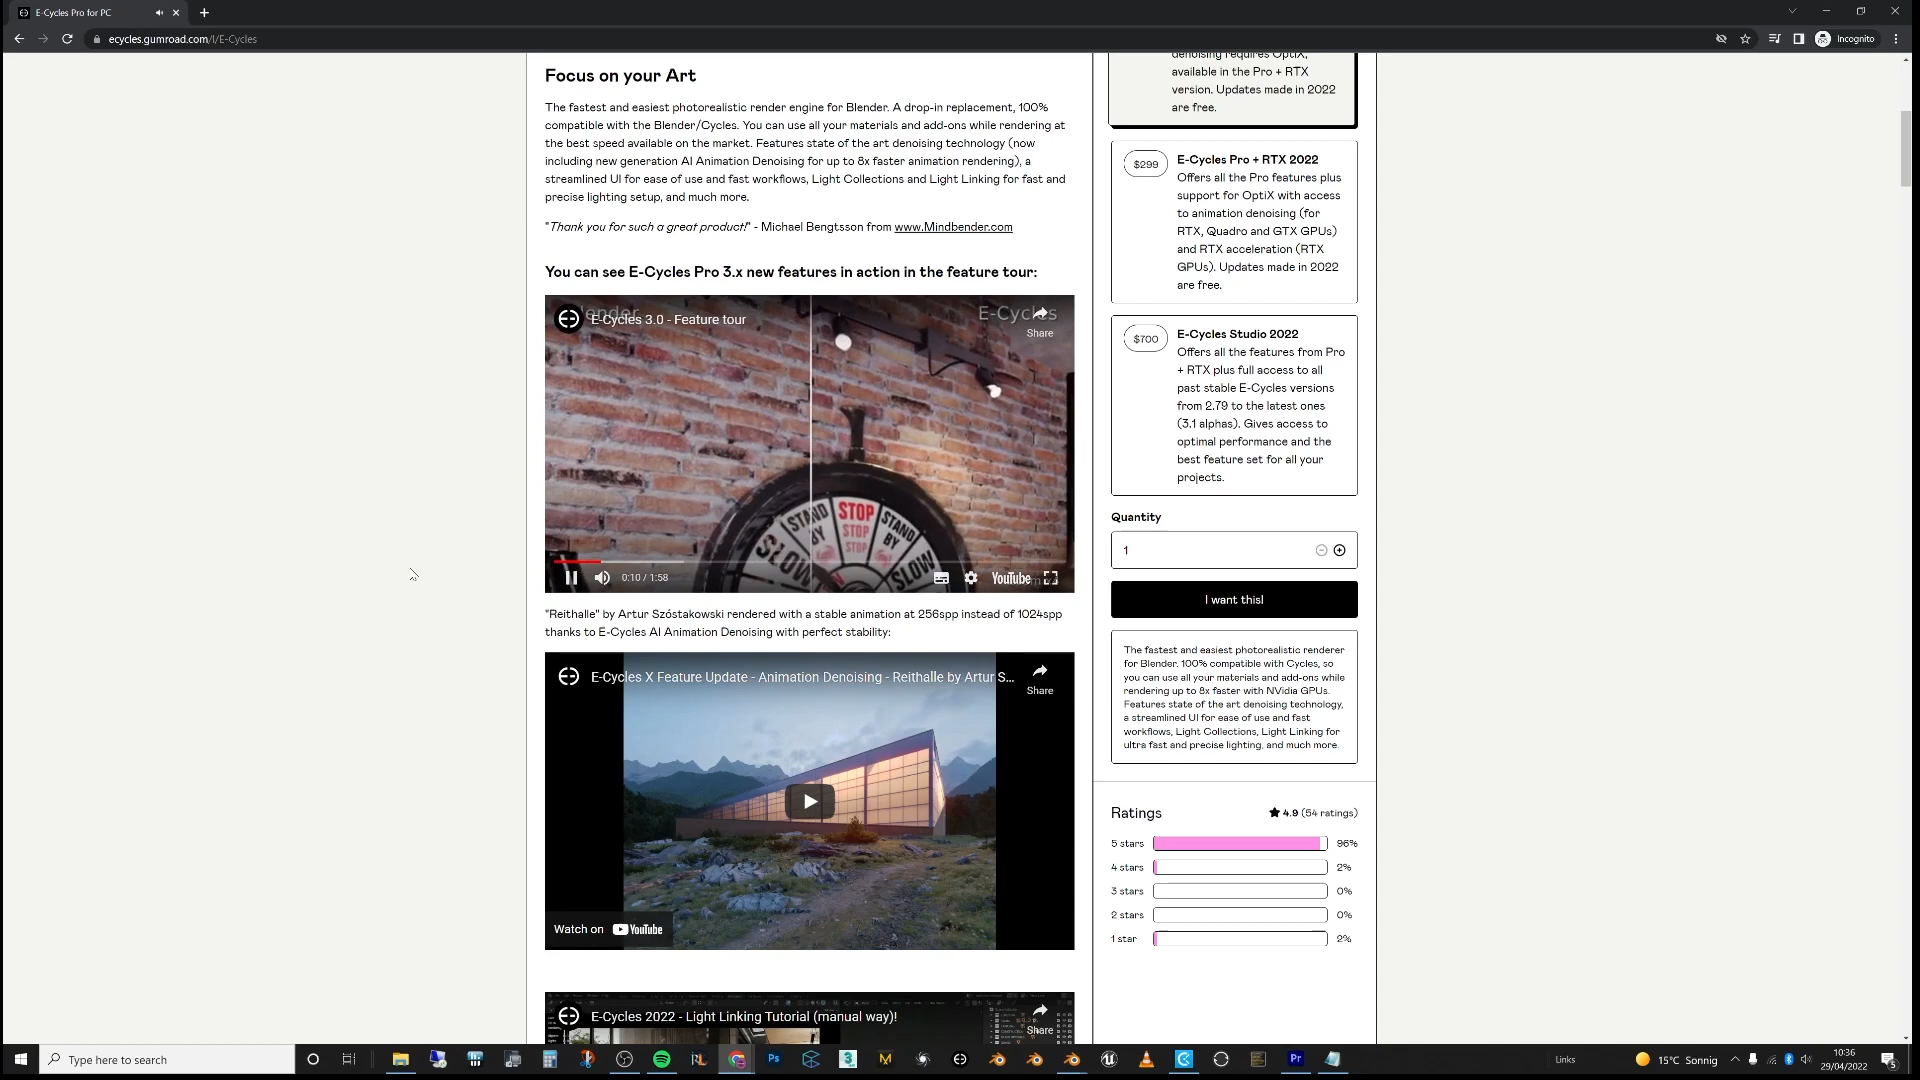 E-Cycles Pro for PC
ecycles.gumroad.com/l/E-Cycles
Incognito
Focus on your Art
The fastest and easiest photorealistic render engine for Blender. A drop-in replacement, 100%
compatible with the Blender/Cycles. You can use all your materials and add-ons while rendering at
the best speed available on the market. Features state of the art denoising technology (now
including new generation AI Animation Denoising for up to 8x faster animation rendering), a
streamlined UI for ease of use and fast workflows, Light Collections and Light Linking for fast and
precise lighting setup, and much more.
"Thank you for such a great product!" - Michael Bengtsson from www.Mindbender.com
You can see E-Cycles Pro 3.x new features in action in the feature tour:
E-Cycles 3.0 - Feature tour
E-Cycles
Share
STAND BY
STOP
STOP
STOP
STAND BY
SLOW
SLOW
0:10 / 1:58
YouTube
"Reithalle" by Artur Szóstakowski rendered with a stable animation at 256spp instead of 1024spp
thanks to E-Cycles AI Animation Denoising with perfect stability:
E-Cycles X Feature Update - Animation Denoising - Reithalle by Artur S...
Share
Watch on YouTube
E-Cycles 2022 - Light Linking Tutorial (manual way)!
Share
denoising requires OptiX,
available in the Pro + RTX
version. Updates made in 2022
are free.
$299
E-Cycles Pro + RTX 2022
Offers all the Pro features plus
support for OptiX with access
to animation denoising (for
RTX, Quadro and GTX GPUs)
and RTX acceleration (RTX
GPUs). Updates made in 2022
are free.
$700
E-Cycles Studio 2022
Offers all the features from Pro
+ RTX plus full access to all
past stable E-Cycles versions
from 2.79 to the latest ones
(3.1 alphas). Gives access to
optimal performance and the
best feature set for all your
projects.
Quantity
1
I want this!
The fastest and easiest photorealistic renderer
for Blender. 100% compatible with Cycles, so
you can use all your materials and add-ons while
rendering up to 8x faster with NVidia GPUs.
Features state of the art denoising technology,
a streamlined UI for ease of use and fast
workflows, Light Collections, Light Linking for
ultra fast and precise lighting, and much more.
Ratings
4.9 (54 ratings)
5 stars 96%
4 stars 2%
3 stars 0%
2 stars 0%
1 star 2%
Type here to search
Links
15°C Sonnig
10:36
29/04/2022